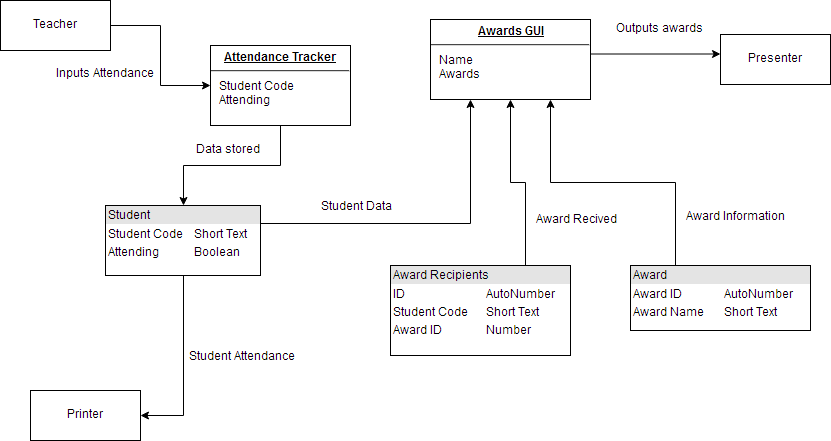 Teacher
Inputs Attendance
Attendance Tracker
Student Code
Attending
Data stored
Awards GUI
Name
Awards
Outputs awards
Presenter
Student
Student Code Short Text
Attending Boolean
Student Data
Award Recived
Award Information
Award Recipients
ID AutoNumber
Student Code Short Text
Award ID Number
Award
Award ID AutoNumber
Award Name Short Text
Student Attendance
Printer